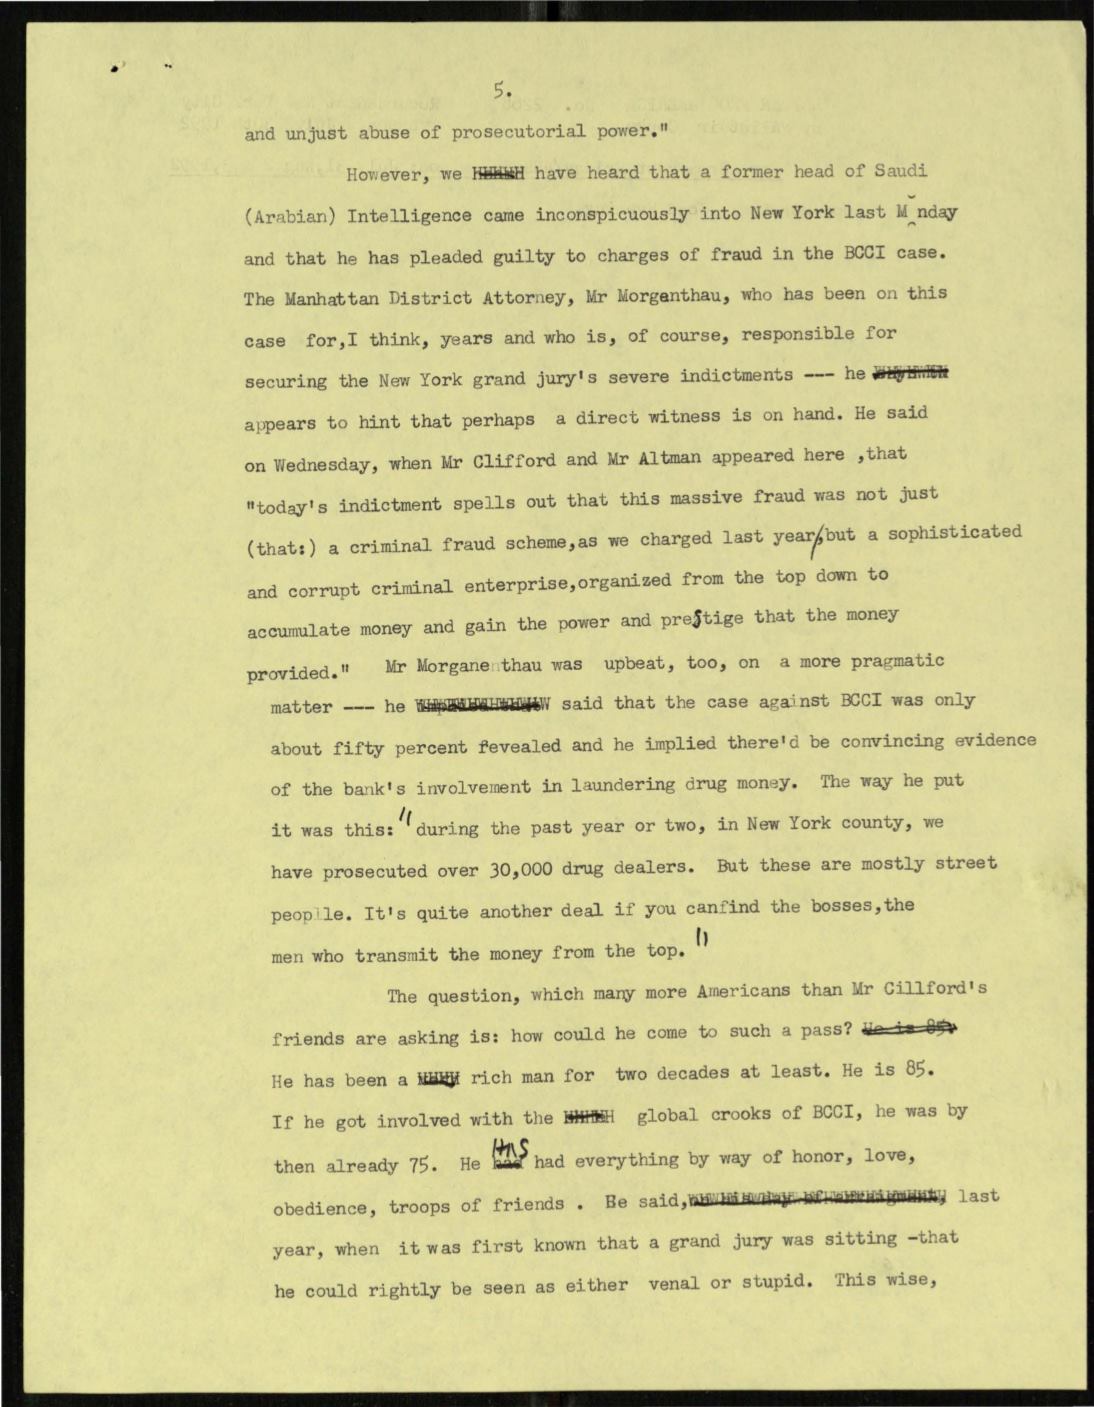 5.
and unjust abuse of prosecutorial power."
However, we have heard that a former head of Saudi
(Arabian) Intelligence came inconspicuously into New York last M nday
and that he has pleaded guilty to charges of fraud in the BCCI case.
The Manhattan District Attorney, Mr Morganthau, who has been on this
case for,I think, years and who is, of course, responsible for
securing the New York grand jury's severe indictments --- he
appears to hint that perhaps a direct witness is on hand. He said
on Wednesday, when Mr Clifford and Mr Altman appeared here ,that
"today's indictment spells out that this massive fraud was not just
(that:) a criminal fraud scheme,as we charged last year,but a sophisticated
and corrupt criminal enterprise,organized from the top down to
accumulate money and gain the power and prestige that the money
provided." Mr Morgane thau was upbeat, too, on a more pragmatic
matter --- he said that the case against BCCI was only
about fifty percent revealed and he implied there'd be convincing evidence
of the bank's involvement in laundering drug money. The way he put
it was this: "during the past year or two, in New York county, we
have prosecuted over 30,000 drug dealers. But these are mostly street
people. It's quite another deal if you canfind the bosses,the
men who transmit the money from the top."
The question, which many more Americans than Mr Cillford's
friends are asking is: how could he come to such a pass? He is 85.
He has been a rich man for two decades at least. He is 85.
If he got involved with the global crooks of BCCI, he was by
then already 75. He had HAS had everything by way of honor, love,
obedience, troops of friends . He said, last
year, when it was first known that a grand jury was sitting -that
he could rightly be seen as either venal or stupid. This wise,